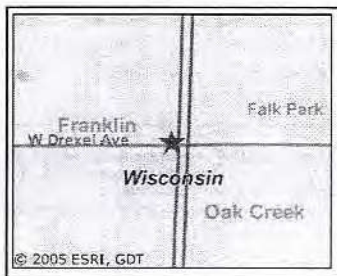 Falk Park
Franklin
W Drexel Ave
Wisconsin
Oak Creek
© 2005 ESRI, GDT